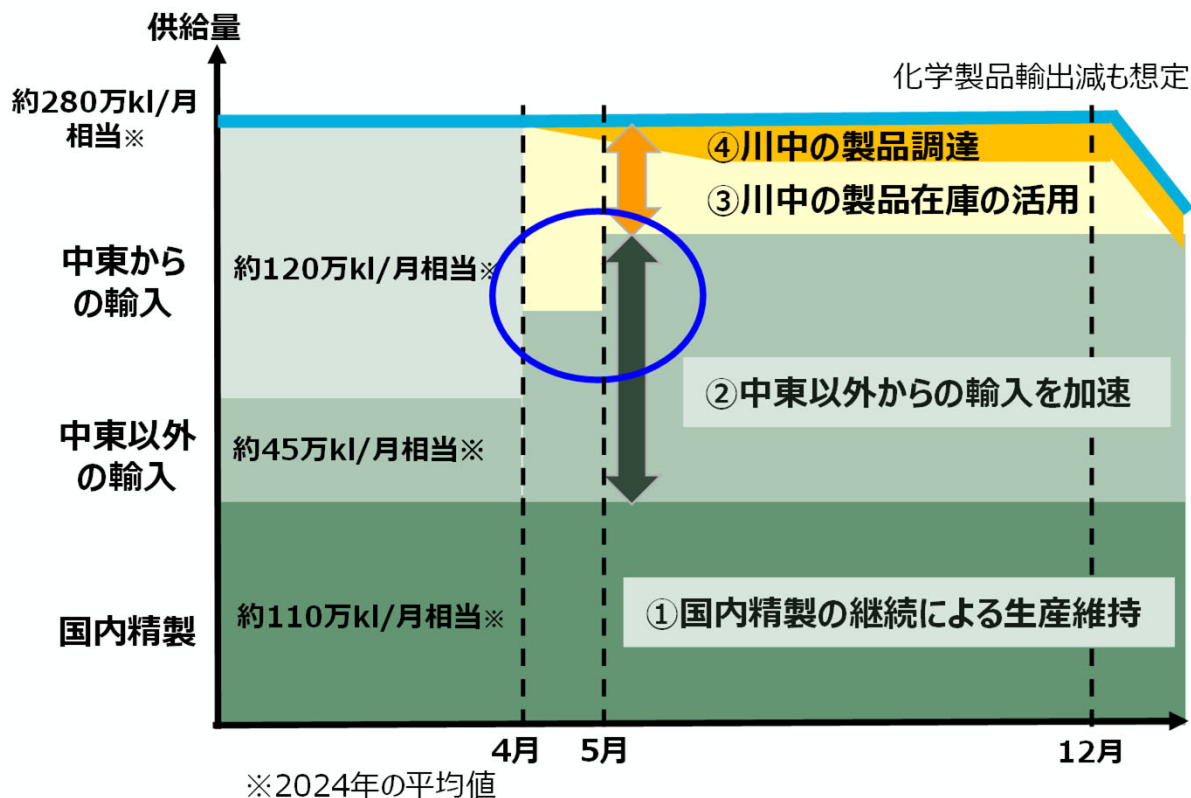 供給量
化学製品輸出減も想定
約280万kl/月
相当※
④川中の製品調達
③川中の製品在庫の活用
中東から
の輸入
約120万kl/月相当※
②中東以外からの輸入を加速
中東以外
の輸入
約45万kl/月相当※
国内精製
約110万kl/月相当※
①国内精製の継続による生産維持
4月
5月
12月
※2024年の平均値